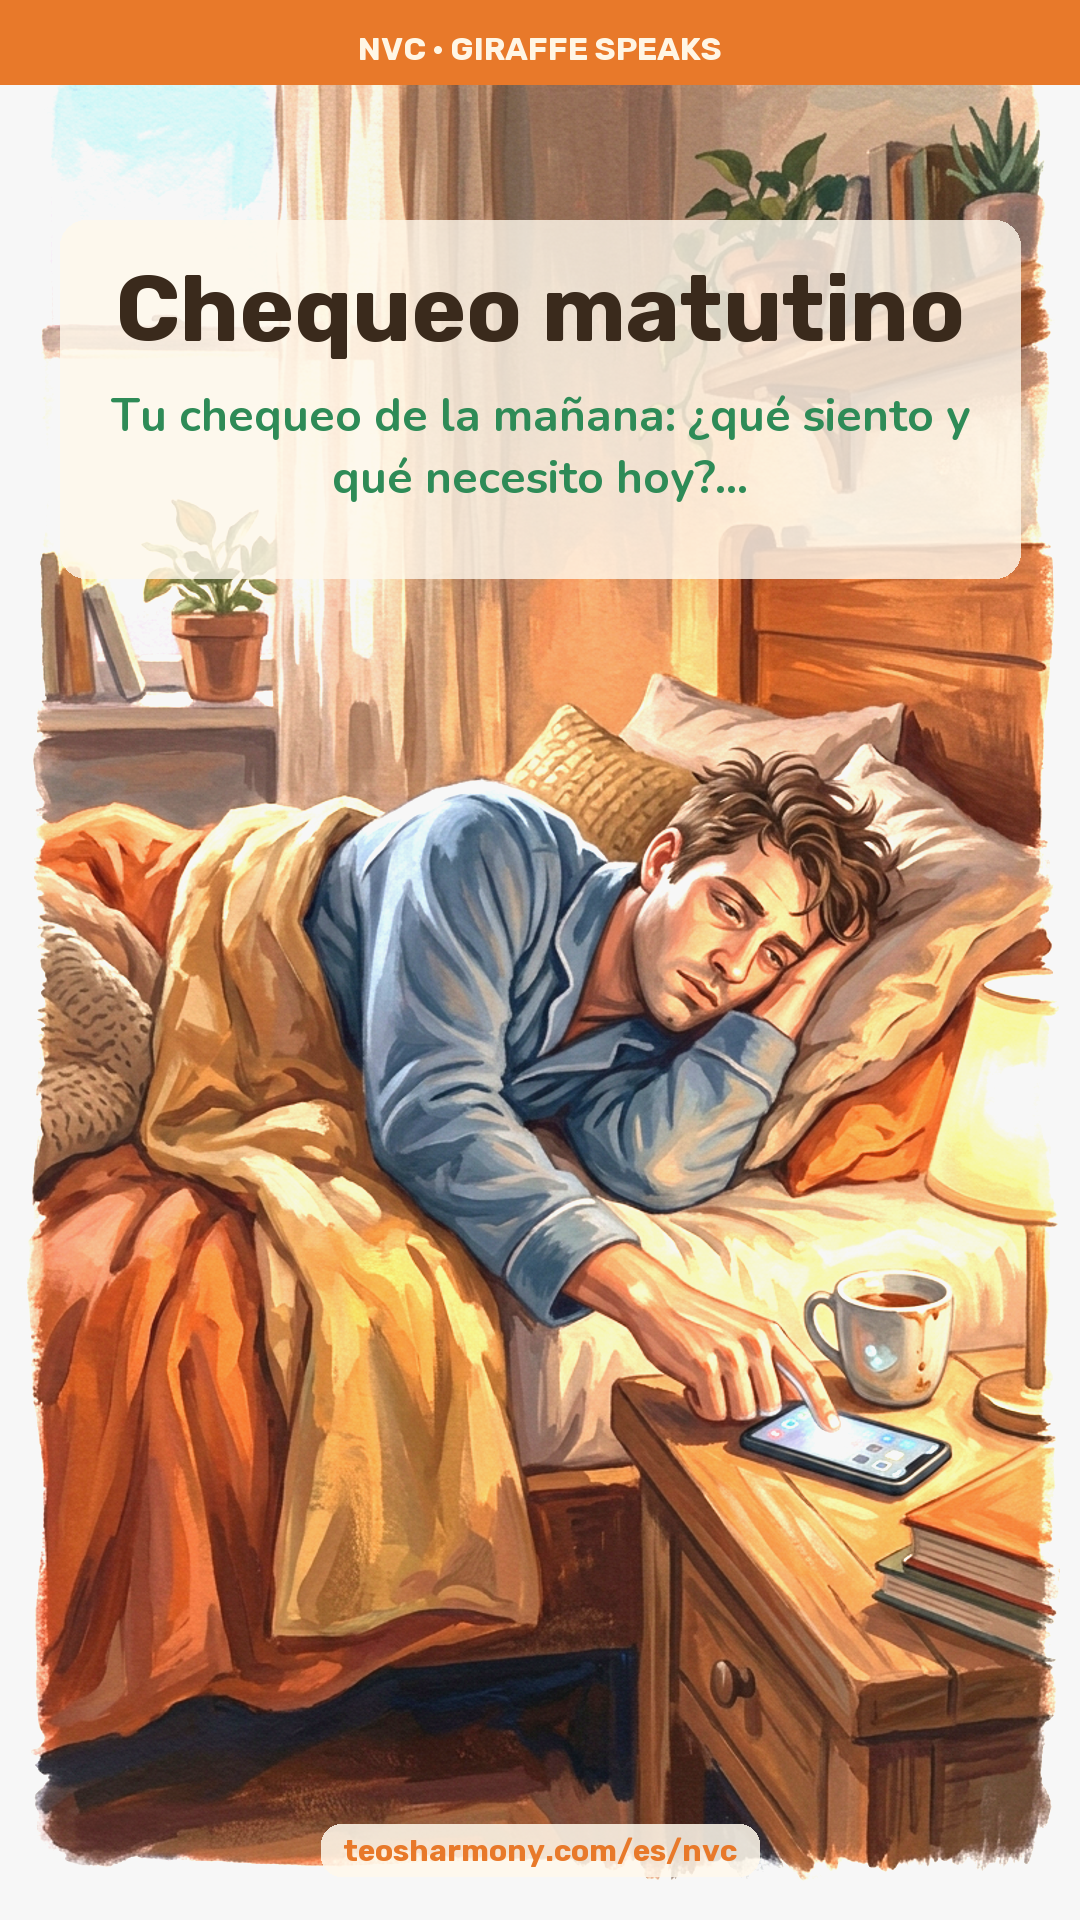 NVC • GIRAFFE SPEAKS
Chequeo matutino
Tu chequeo de la mañana: ¿qué siento y
qué necesito hoy?...
teosharmony.com/es/nvc